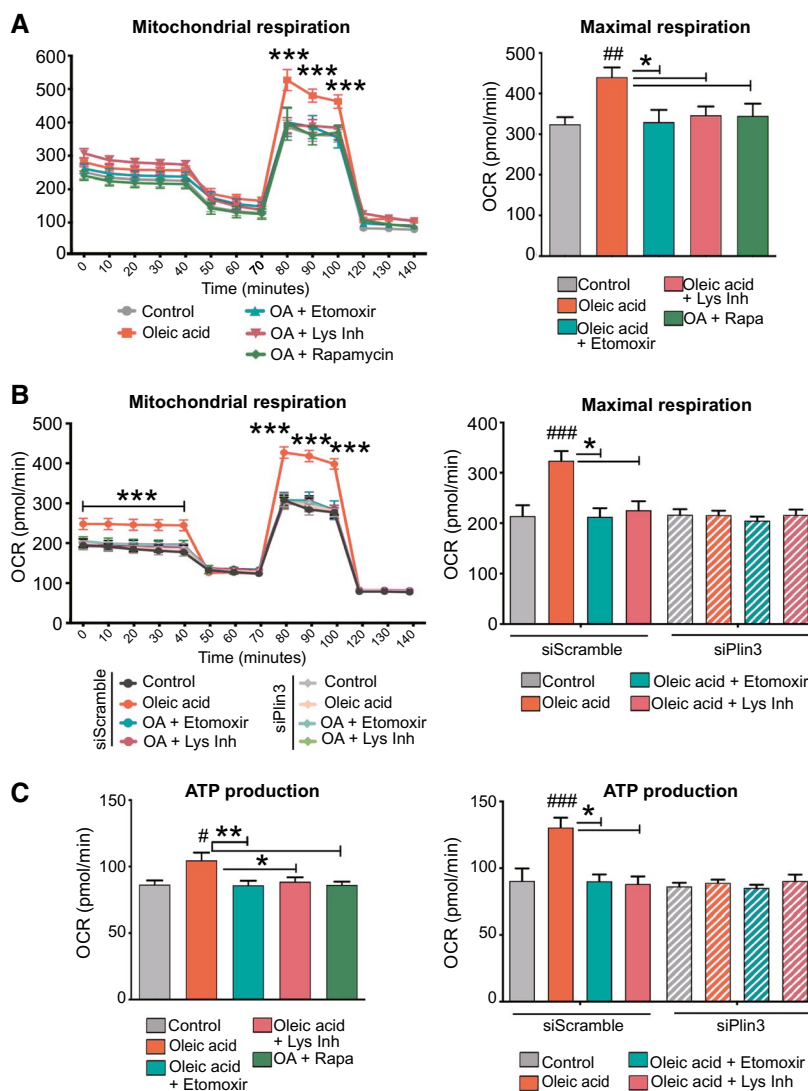 A
Mitochondrial respiration
Maximal respiration
600
500
400
300
200
100
0
***
***
***
0 10 20 30 40 50 60 70 80 90 100 120 130 140
Time (minutes)
Control
Oleic acid
OA + Etomoxir
OA + Lys Inh
OA + Rapamycin
OCR (pmol/min)
500
400
300
400
100
0
##
*
Control
Oleic acid
Oleic acid
+ Etomoxir
Oleic acid
+ Lys Inh
OA + Rapa
B
Mitochondrial respiration
Maximal respiration
OCR (pmol/min)
500
400
300
200
100
0
***
***
***
***
0 10 20 30 40 50 60 70 80 90 100 120 130 140
Time (minutes)
siScramble
Control
Oleic acid
OA + Etomoxir
OA + Lys Inh
siPlin3
Control
Oleic acid
OA + Etomoxir
OA + Lys Inh
OCR (pmol/min)
400
300
200
100
0
###
*
siScramble
siPlin3
Control
Oleic acid
Oleic acid + Etomoxir
Oleic acid + Lys Inh
C
ATP production
ATP production
OCR (pmol/min)
150
100
50
0
#
**
*
Control
Oleic acid
Oleic acid
+ Etomoxir
Oleic acid
+ Lys Inh
OA + Rapa
OCR (pmol/min)
150
100
50
0
###
*
siScramble
siPlin3
Control
Oleic acid
Oleic acid + Etomoxir
Oleic acid + Lys Inh